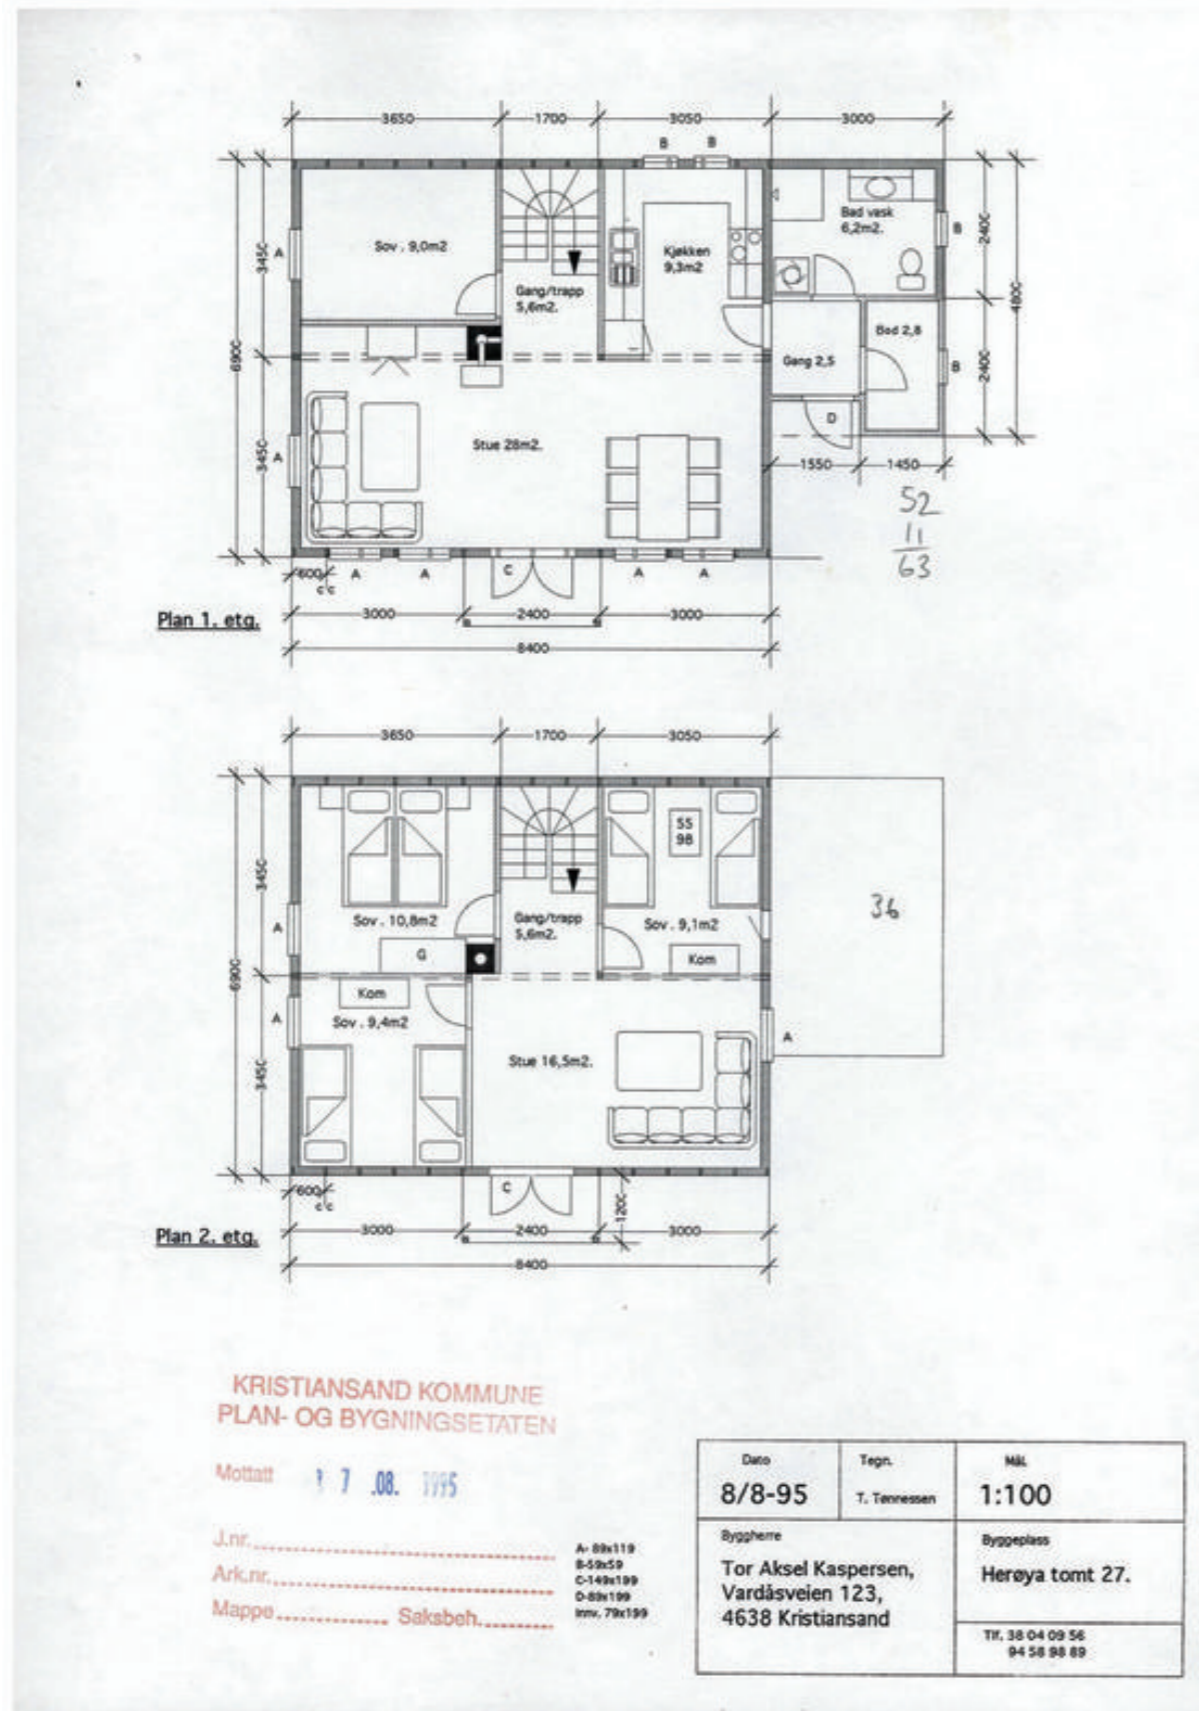 3650 1700 3050 3000
B B
Sov . 9,0m2
Gang/trapp
5,6m2.
Kjøkken
9,3m2
Bad vask
6,2m2.
B
A
3450
2400
4800
6900
Gang 2,5
Bod 2,8
B
2400
D
A
3450
Stue 28m2.
1550 1450
52
11
63
600 A A C A A
c c
3000 2400 3000
Plan 1. etg.
8400
3650 1700 3050
55
98
3450
Sov . 10,8m2
Gang/trapp
5,6m2.
Sov . 9,1m2
36
A
G
Kom
6900
Kom
Sov . 9,4m2
A
A
Stue 16,5m2.
3450
600 C
c c
1200
3000 2400 3000
Plan 2. etg.
8400
KRISTIANSAND KOMMUNE
PLAN- OG BYGNINGSETATEN
Mottatt 7 .08. 1995
J.nr.
Ark.nr.
Mappe Saksbeh.
A- 89x119
B-59x59
C-149x199
D-89x199
Innv. 79x199
Dato Tegn. Mål
8/8-95 T. Tønnessen 1:100
Byggherre Byggeplass
Tor Aksel Kaspersen, Herøya tomt 27.
Vardåsveien 123,
4638 Kristiansand
Tlf. 38 04 09 56
94 58 98 89